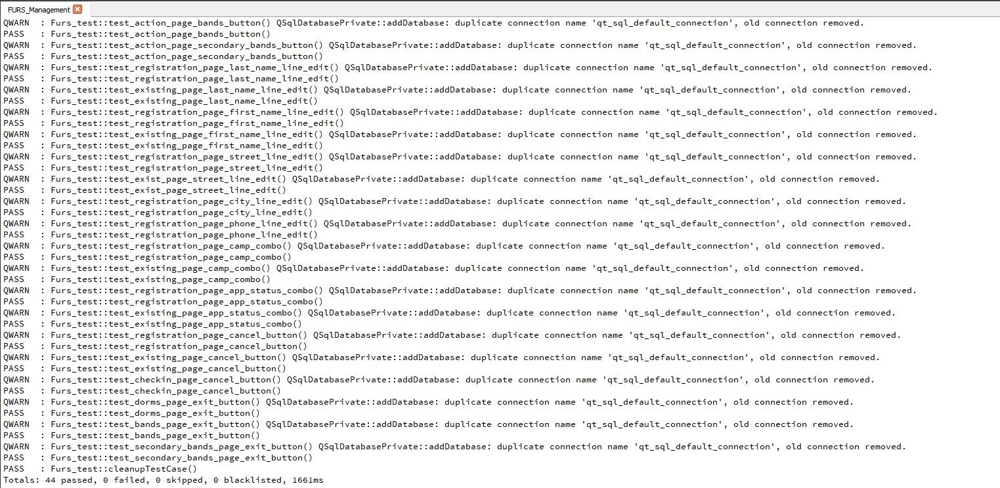 FURS_Management
QWARN  : Furs_test::test_action_page_bands_button() QSqlDatabasePrivate::addDatabase: duplicate connection name 'qt_sql_default_connection', old connection removed.
PASS   : Furs_test::test_action_page_bands_button()
QWARN  : Furs_test::test_action_page_secondary_bands_button() QSqlDatabasePrivate::addDatabase: duplicate connection name 'qt_sql_default_connection', old connection removed.
PASS   : Furs_test::test_action_page_secondary_bands_button()
QWARN  : Furs_test::test_registration_page_last_name_line_edit() QSqlDatabasePrivate::addDatabase: duplicate connection name 'qt_sql_default_connection', old connection removed.
PASS   : Furs_test::test_registration_page_last_name_line_edit()
QWARN  : Furs_test::test_existing_page_last_name_line_edit() QSqlDatabasePrivate::addDatabase: duplicate connection name 'qt_sql_default_connection', old connection removed.
PASS   : Furs_test::test_existing_page_last_name_line_edit()
QWARN  : Furs_test::test_registration_page_first_name_line_edit() QSqlDatabasePrivate::addDatabase: duplicate connection name 'qt_sql_default_connection', old connection removed.
PASS   : Furs_test::test_registration_page_first_name_line_edit()
QWARN  : Furs_test::test_existing_page_first_name_line_edit() QSqlDatabasePrivate::addDatabase: duplicate connection name 'qt_sql_default_connection', old connection removed.
PASS   : Furs_test::test_existing_page_first_name_line_edit()
QWARN  : Furs_test::test_registration_page_street_line_edit() QSqlDatabasePrivate::addDatabase: duplicate connection name 'qt_sql_default_connection', old connection removed.
PASS   : Furs_test::test_registration_page_street_line_edit()
QWARN  : Furs_test::test_exist_page_street_line_edit() QSqlDatabasePrivate::addDatabase: duplicate connection name 'qt_sql_default_connection', old connection removed.
PASS   : Furs_test::test_exist_page_street_line_edit()
QWARN  : Furs_test::test_registration_page_city_line_edit() QSqlDatabasePrivate::addDatabase: duplicate connection name 'qt_sql_default_connection', old connection removed.
PASS   : Furs_test::test_registration_page_city_line_edit()
QWARN  : Furs_test::test_registration_page_phone_line_edit() QSqlDatabasePrivate::addDatabase: duplicate connection name 'qt_sql_default_connection', old connection removed.
PASS   : Furs_test::test_registration_page_phone_line_edit()
QWARN  : Furs_test::test_registration_page_camp_combo() QSqlDatabasePrivate::addDatabase: duplicate connection name 'qt_sql_default_connection', old connection removed.
PASS   : Furs_test::test_registration_page_camp_combo()
QWARN  : Furs_test::test_existing_page_camp_combo() QSqlDatabasePrivate::addDatabase: duplicate connection name 'qt_sql_default_connection', old connection removed.
PASS   : Furs_test::test_existing_page_camp_combo()
QWARN  : Furs_test::test_registration_page_app_status_combo() QSqlDatabasePrivate::addDatabase: duplicate connection name 'qt_sql_default_connection', old connection removed.
PASS   : Furs_test::test_registration_page_app_status_combo()
QWARN  : Furs_test::test_existing_page_app_status_combo() QSqlDatabasePrivate::addDatabase: duplicate connection name 'qt_sql_default_connection', old connection removed.
PASS   : Furs_test::test_existing_page_app_status_combo()
QWARN  : Furs_test::test_registration_page_cancel_button() QSqlDatabasePrivate::addDatabase: duplicate connection name 'qt_sql_default_connection', old connection removed.
PASS   : Furs_test::test_registration_page_cancel_button()
QWARN  : Furs_test::test_existing_page_cancel_button() QSqlDatabasePrivate::addDatabase: duplicate connection name 'qt_sql_default_connection', old connection removed.
PASS   : Furs_test::test_existing_page_cancel_button()
QWARN  : Furs_test::test_checkin_page_cancel_button() QSqlDatabasePrivate::addDatabase: duplicate connection name 'qt_sql_default_connection', old connection removed.
PASS   : Furs_test::test_checkin_page_cancel_button()
QWARN  : Furs_test::test_dorms_page_exit_button() QSqlDatabasePrivate::addDatabase: duplicate connection name 'qt_sql_default_connection', old connection removed.
PASS   : Furs_test::test_dorms_page_exit_button()
QWARN  : Furs_test::test_bands_page_exit_button() QSqlDatabasePrivate::addDatabase: duplicate connection name 'qt_sql_default_connection', old connection removed.
PASS   : Furs_test::test_bands_page_exit_button()
QWARN  : Furs_test::test_secondary_bands_page_exit_button() QSqlDatabasePrivate::addDatabase: duplicate connection name 'qt_sql_default_connection', old connection removed.
PASS   : Furs_test::test_secondary_bands_page_exit_button()
PASS   : Furs_test::cleanupTestCase()
Totals: 44 passed, 0 failed, 0 skipped, 0 blacklisted, 1661ms